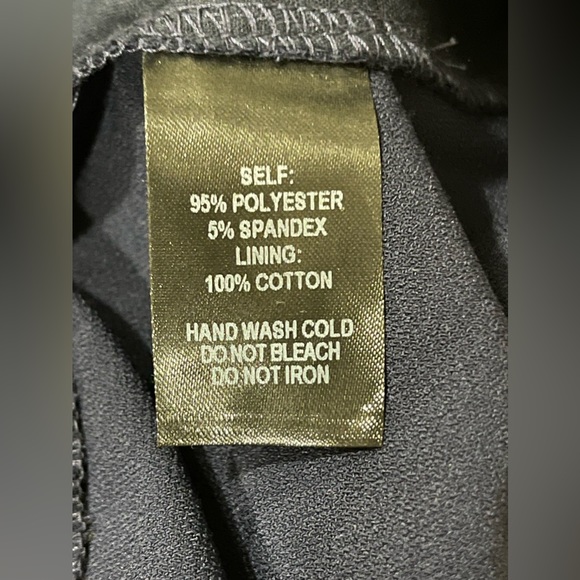 SELF:
95% POLYESTER
5% SPANDEX
LINING:
100% COTTON
HAND WASH COLD
DO NOT BLEACH
DO NOT IRON